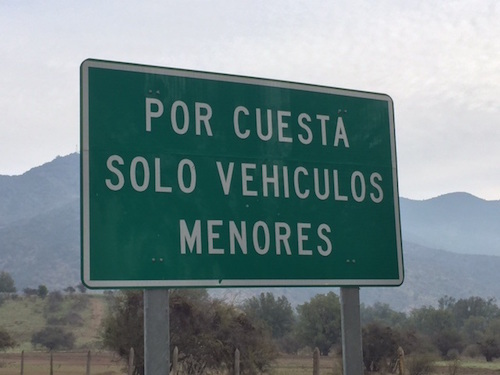 POR CUESTA
SOLO VEHICULOS
MENORES